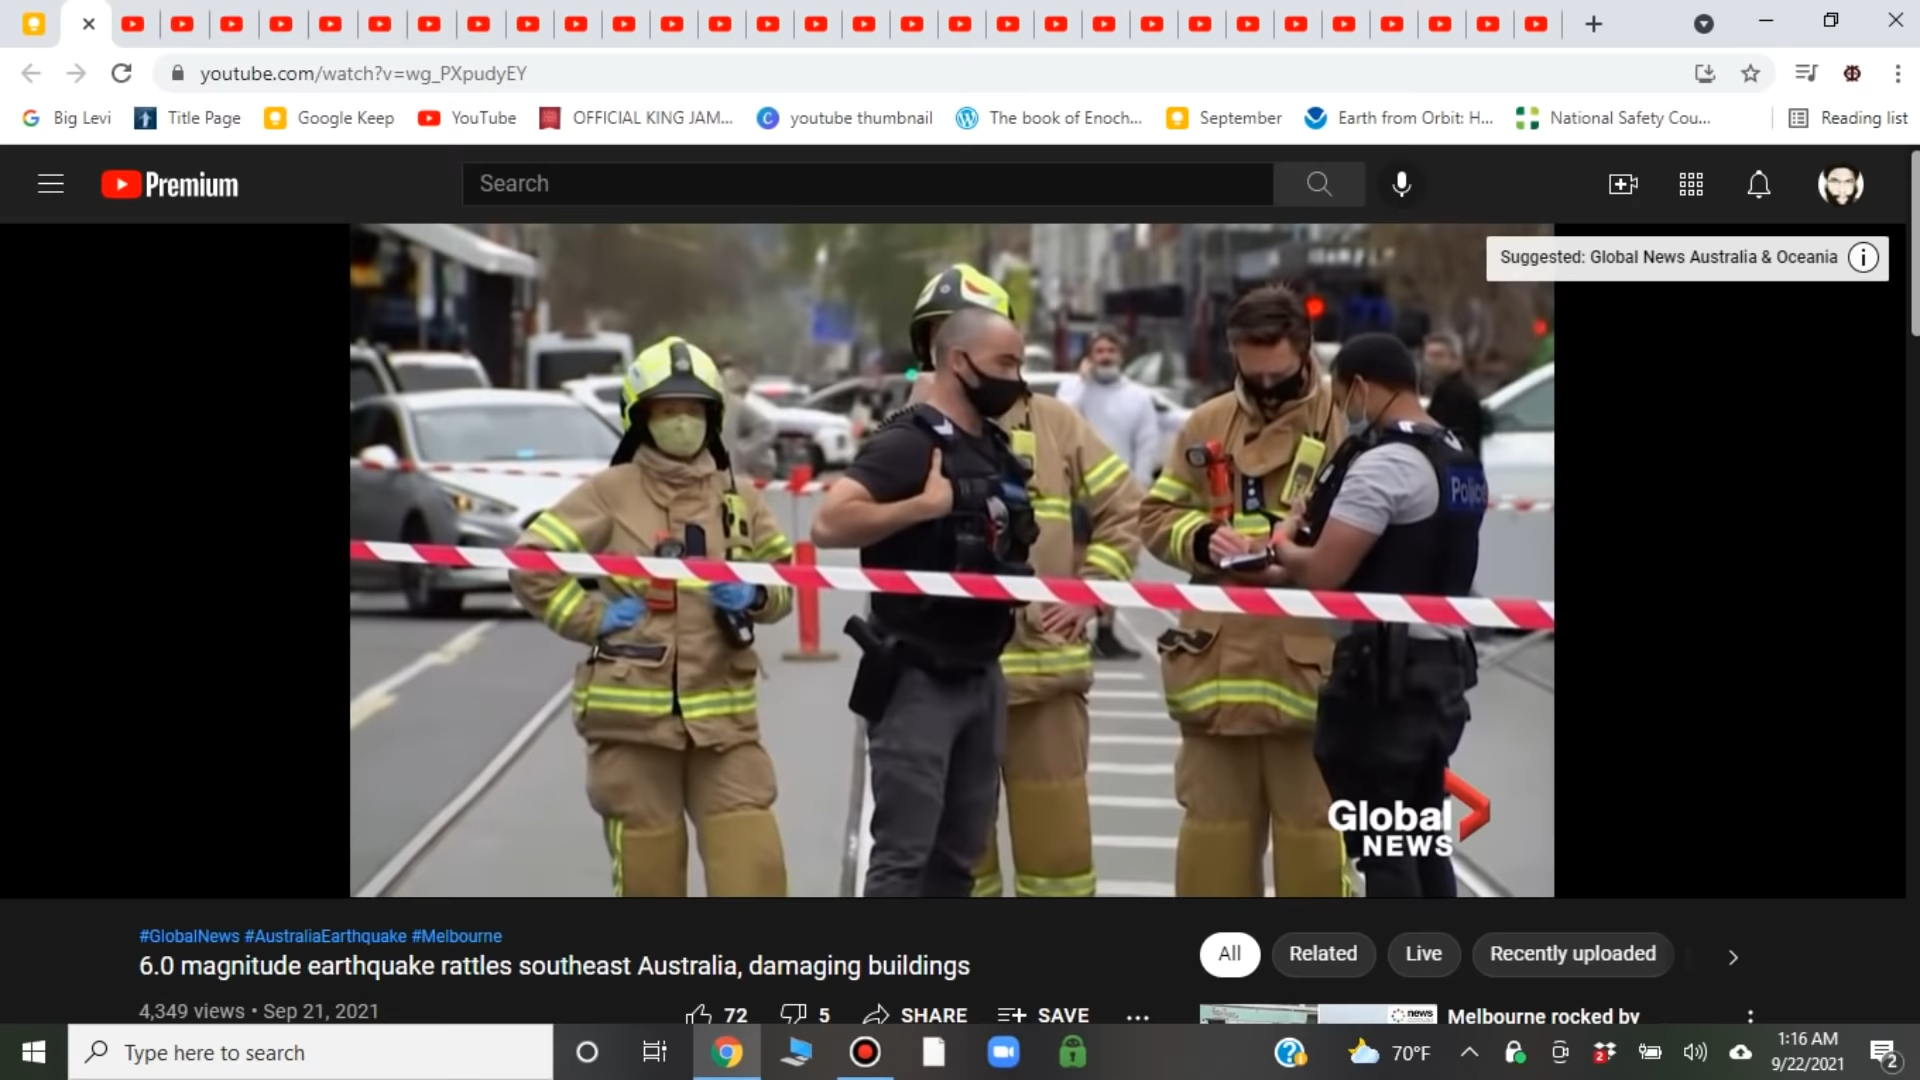 youtube.com/watch?v=wg_PXpudyEY
Big Levi Title Page Google Keep YouTube OFFICIAL KING JAM... youtube thumbnail The book of Enoch... September Earth from Orbit: H... National Safety Cou... Reading list
Premium Search
Suggested: Global News Australia & Oceania
Police
Global
NEWS
#GlobalNews #AustraliaEarthquake #Melbourne
6.0 magnitude earthquake rattles southeast Australia, damaging buildings
4,349 views • Sep 21, 2021 72 5 SHARE SAVE
All Related Live Recently uploaded
news Melbourne rocked by
Type here to search 70°F 2 1:16 AM
9/22/2021 2